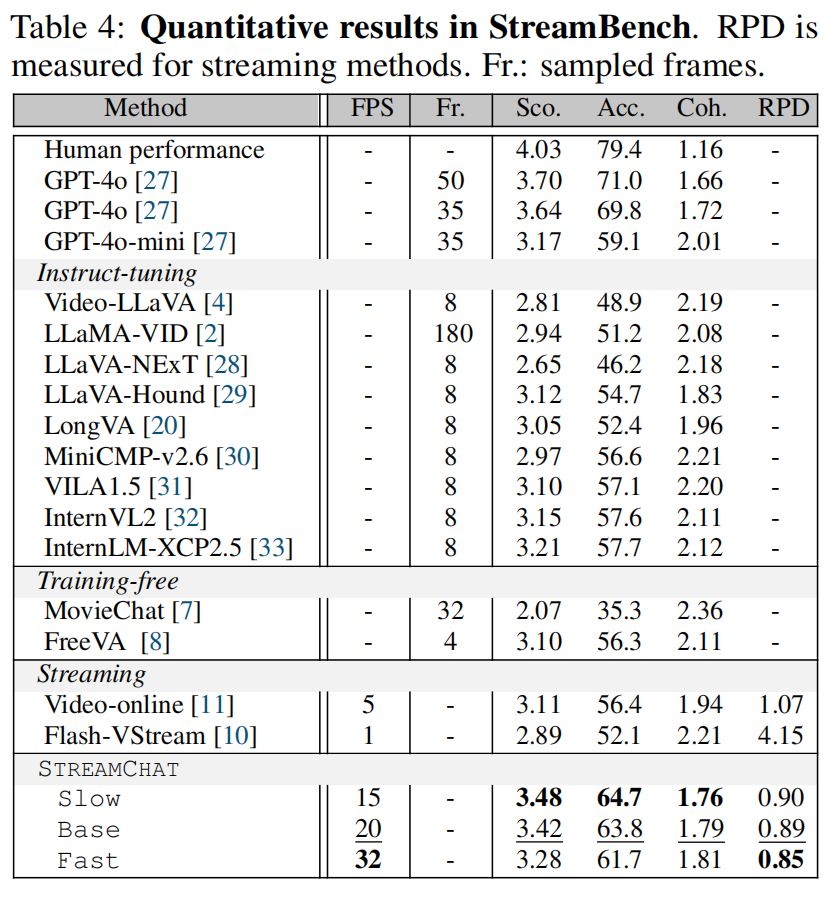 Table 4: Quantitative results in StreamBench. RPD is
measured for streaming methods. Fr.: sampled frames.
Method FPS Fr. Sco. Acc. Coh. RPD
Human performance - - 4.03 79.4 1.16 -
GPT-4o [27] - 50 3.70 71.0 1.66 -
GPT-4o [27] - 35 3.64 69.8 1.72 -
GPT-4o-mini [27] - 35 3.17 59.1 2.01 -
Instruct-tuning
Video-LLaVA [4] - 8 2.81 48.9 2.19 -
LLaMA-VID [2] - 180 2.94 51.2 2.08 -
LLaVA-NExT [28] - 8 2.65 46.2 2.18 -
LLaVA-Hound [29] - 8 3.12 54.7 1.83 -
LongVA [20] - 8 3.05 52.4 1.96 -
MiniCMP-v2.6 [30] - 8 2.97 56.6 2.21 -
VILA1.5 [31] - 8 3.10 57.1 2.20 -
InternVL2 [32] - 8 3.15 57.6 2.11 -
InternLM-XCP2.5 [33] - 8 3.21 57.7 2.12 -
Training-free
MovieChat [7] - 32 2.07 35.3 2.36 -
FreeVA [8] - 4 3.10 56.3 2.11 -
Streaming
Video-online [11] 5 - 3.11 56.4 1.94 1.07
Flash-VStream [10] 1 - 2.89 52.1 2.21 4.15
STREAMCHAT
Slow 15 - 3.48 64.7 1.76 0.90
Base 20 - 3.42 63.8 1.79 0.89
Fast 32 - 3.28 61.7 1.81 0.85